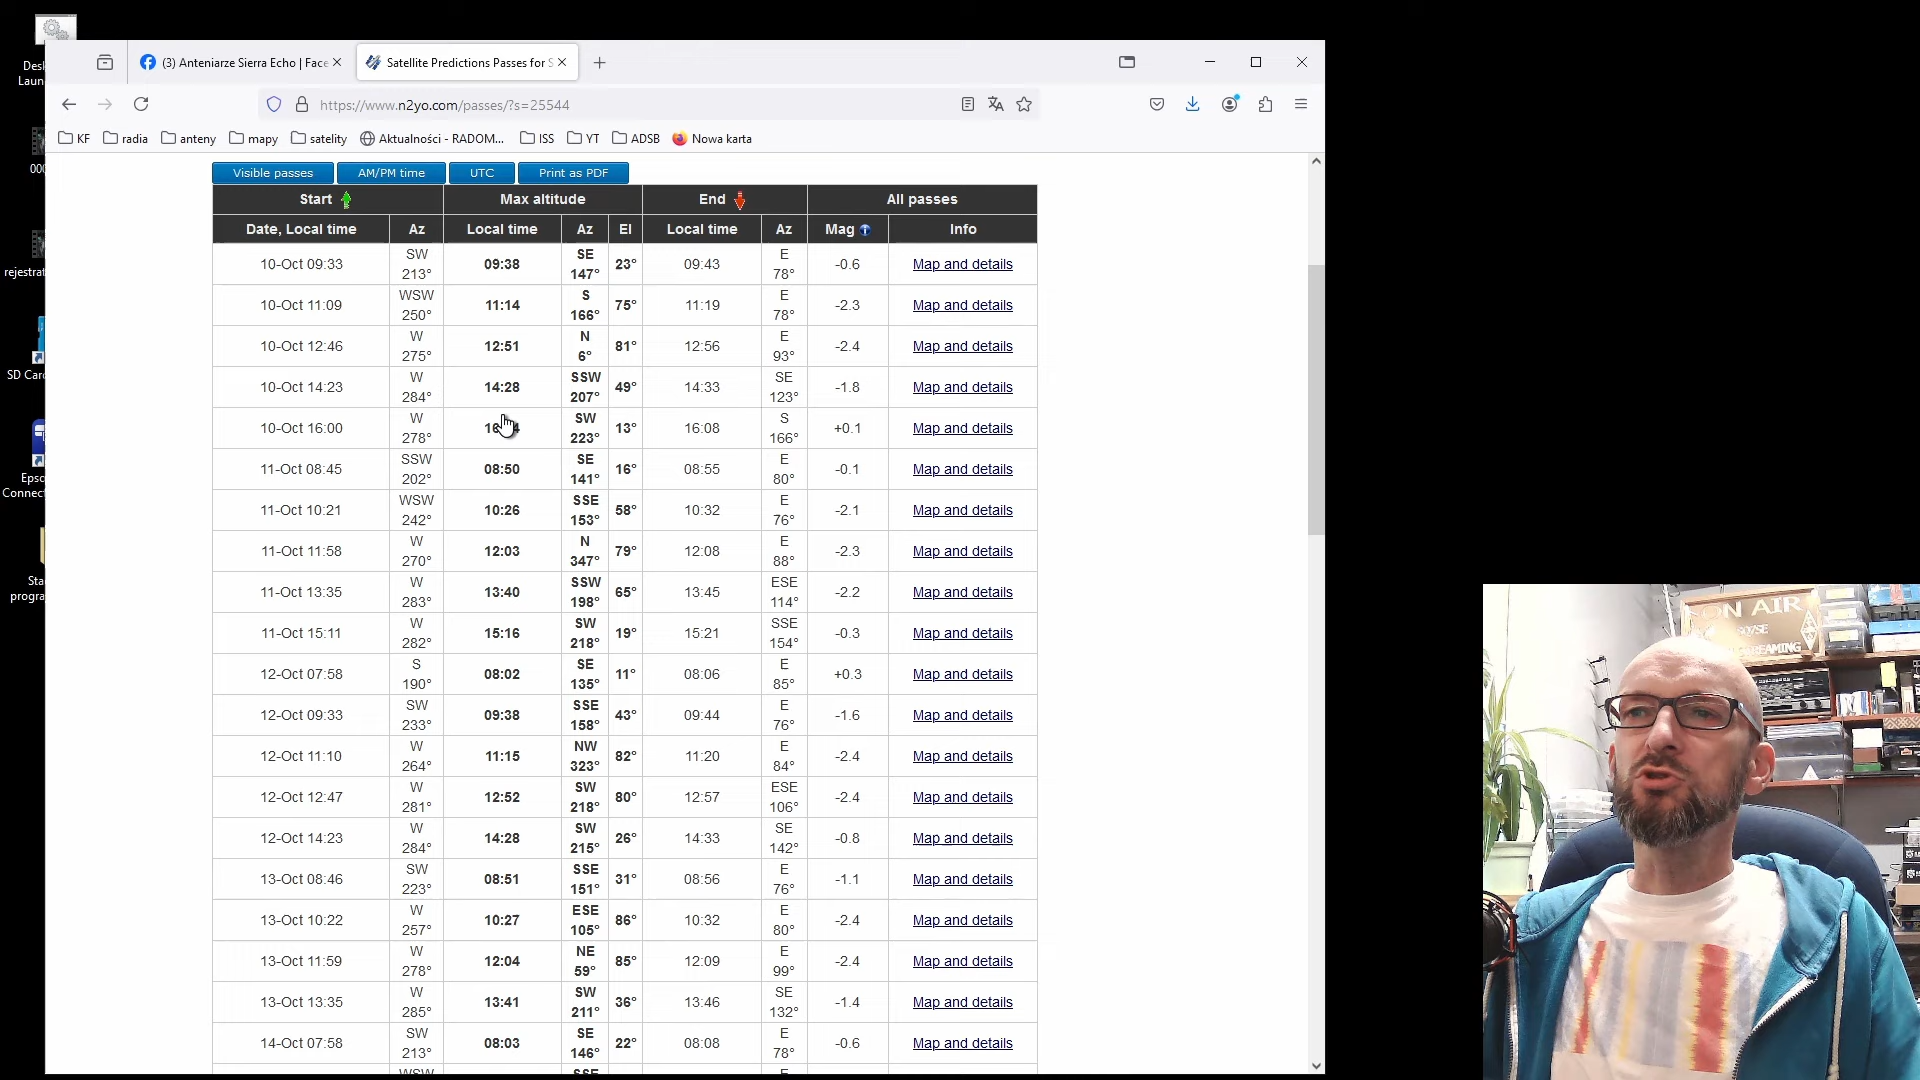 (3) Anteniarze Sierra Echo | Face
Satellite Predictions Passes for S
https://www.n2yo.com/passes/?s=25544
KF radia anteny mapy satelity Aktualności - RADOM... ISS YT ADSB Nowa karta
Visible passes AM/PM time UTC Print as PDF
Start Max altitude End All passes
Date, Local time Az Local time Az El Local time Az Mag Info
10-Oct 09:33 SW 213° 09:38 SE 147° 23° 09:43 E 78° -0.6 Map and details
10-Oct 11:09 WSW 250° 11:14 S 166° 75° 11:19 E 78° -2.3 Map and details
10-Oct 12:46 W 275° 12:51 N 6° 81° 12:56 E 93° -2.4 Map and details
10-Oct 14:23 W 284° 14:28 SSW 207° 49° 14:33 SE 123° -1.8 Map and details
10-Oct 16:00 W 278° SW 223° 13° 16:08 S 166° +0.1 Map and details
11-Oct 08:45 SSW 202° 08:50 SE 141° 16° 08:55 E 80° -0.1 Map and details
11-Oct 10:21 WSW 242° 10:26 SSE 153° 58° 10:32 E 76° -2.1 Map and details
11-Oct 11:58 W 270° 12:03 N 347° 79° 12:08 E 88° -2.3 Map and details
11-Oct 13:35 W 283° 13:40 SSW 198° 65° 13:45 ESE 114° -2.2 Map and details
11-Oct 15:11 W 282° 15:16 SW 218° 19° 15:21 SSE 154° -0.3 Map and details
12-Oct 07:58 S 190° 08:02 SE 135° 11° 08:06 E 85° +0.3 Map and details
12-Oct 09:33 SW 233° 09:38 SSE 158° 43° 09:44 E 76° -1.6 Map and details
12-Oct 11:10 W 264° 11:15 NW 323° 82° 11:20 E 84° -2.4 Map and details
12-Oct 12:47 W 281° 12:52 SW 218° 80° 12:57 ESE 106° -2.4 Map and details
12-Oct 14:23 W 284° 14:28 SW 215° 26° 14:33 SE 142° -0.8 Map and details
13-Oct 08:46 SW 223° 08:51 SSE 151° 31° 08:56 E 76° -1.1 Map and details
13-Oct 10:22 W 257° 10:27 ESE 105° 86° 10:32 E 80° -2.4 Map and details
13-Oct 11:59 W 278° 12:04 NE 59° 85° 12:09 E 99° -2.4 Map and details
13-Oct 13:35 W 285° 13:41 SW 211° 36° 13:46 SE 132° -1.4 Map and details
14-Oct 07:58 SW 213° 08:03 SE 146° 22° 08:08 E 78° -0.6 Map and details
WSW SSE E
Desk
Laun
000
rejestrat
SD Card
Epso
Connect
Sta
progra
ON AIR
SQ7SE